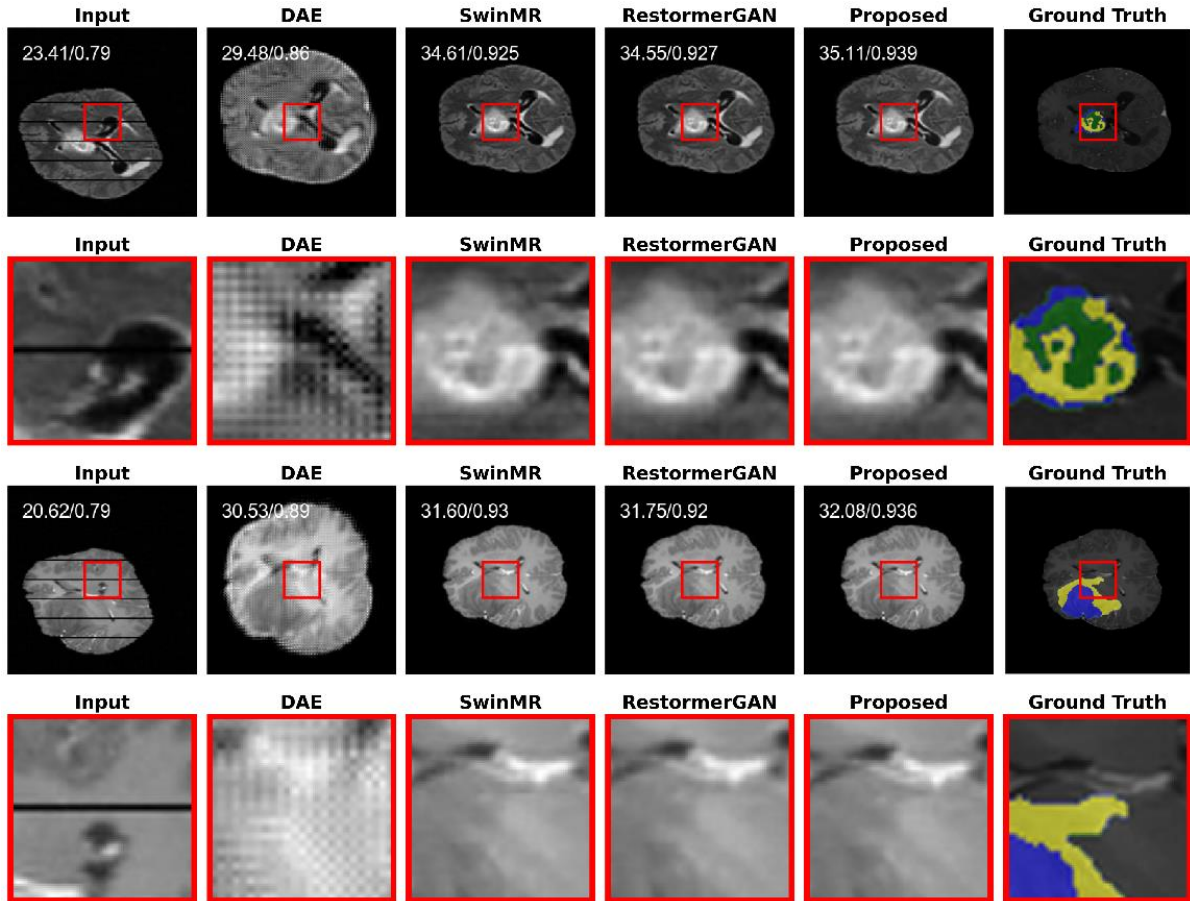 Input DAE SwinMR RestormerGAN Proposed Ground Truth
23.41/0.79 29.48/0.86 34.61/0.925 34.55/0.927 35.11/0.939
Input DAE SwinMR RestormerGAN Proposed Ground Truth
Input DAE SwinMR RestormerGAN Proposed Ground Truth
20.62/0.79 30.53/0.89 31.60/0.93 31.75/0.92 32.08/0.936
Input DAE SwinMR RestormerGAN Proposed Ground Truth